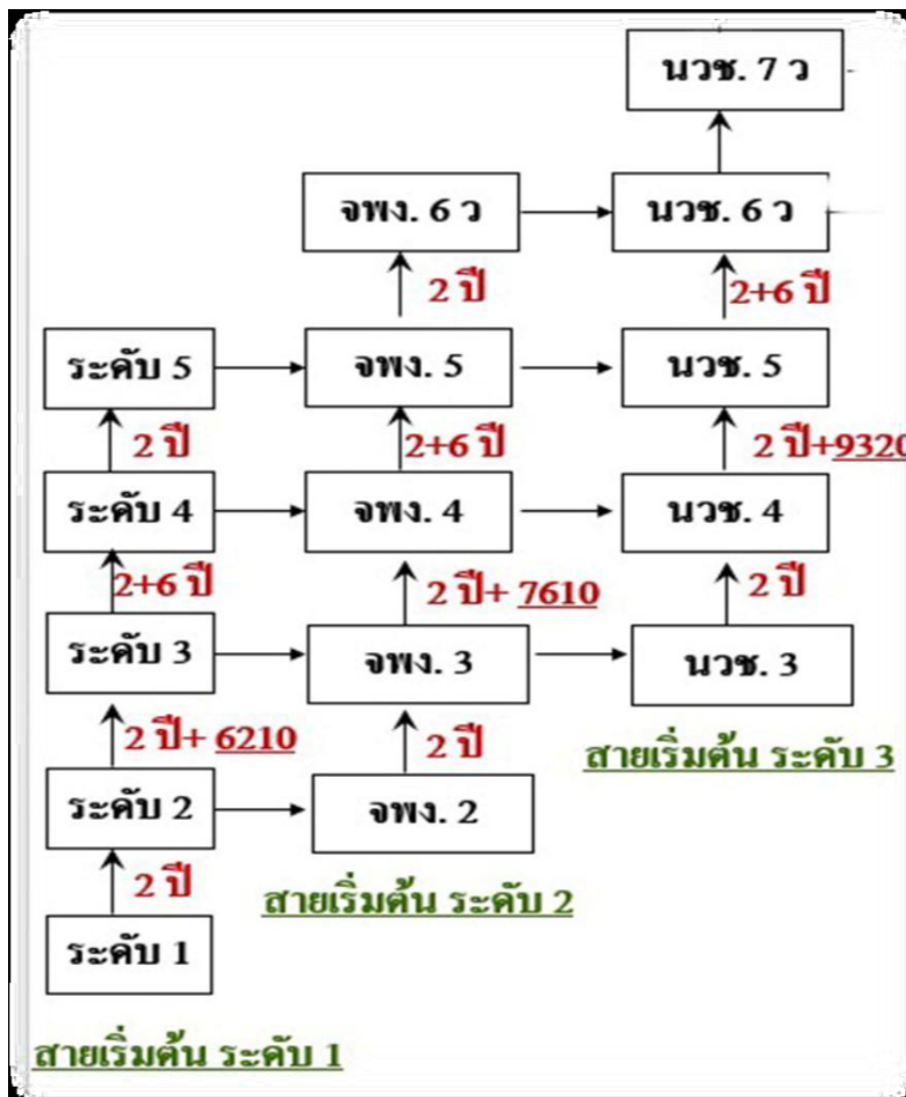 นวช. 7 ว
จพง. 6 ว
นวช. 6 ว
2 ปี
2+6 ปี
ระดับ 5
จพง. 5
นวช. 5
2 ปี
2+6 ปี
2 ปี+9320
ระดับ 4
จพง. 4
นวช. 4
2+6 ปี
2 ปี+ 7610
2 ปี
ระดับ 3
จพง. 3
นวช. 3
2 ปี+ 6210
2 ปี
สายเริ่มต้น ระดับ 3
ระดับ 2
จพง. 2
2 ปี
สายเริ่มต้น ระดับ 2
ระดับ 1
สายเริ่มต้น ระดับ 1